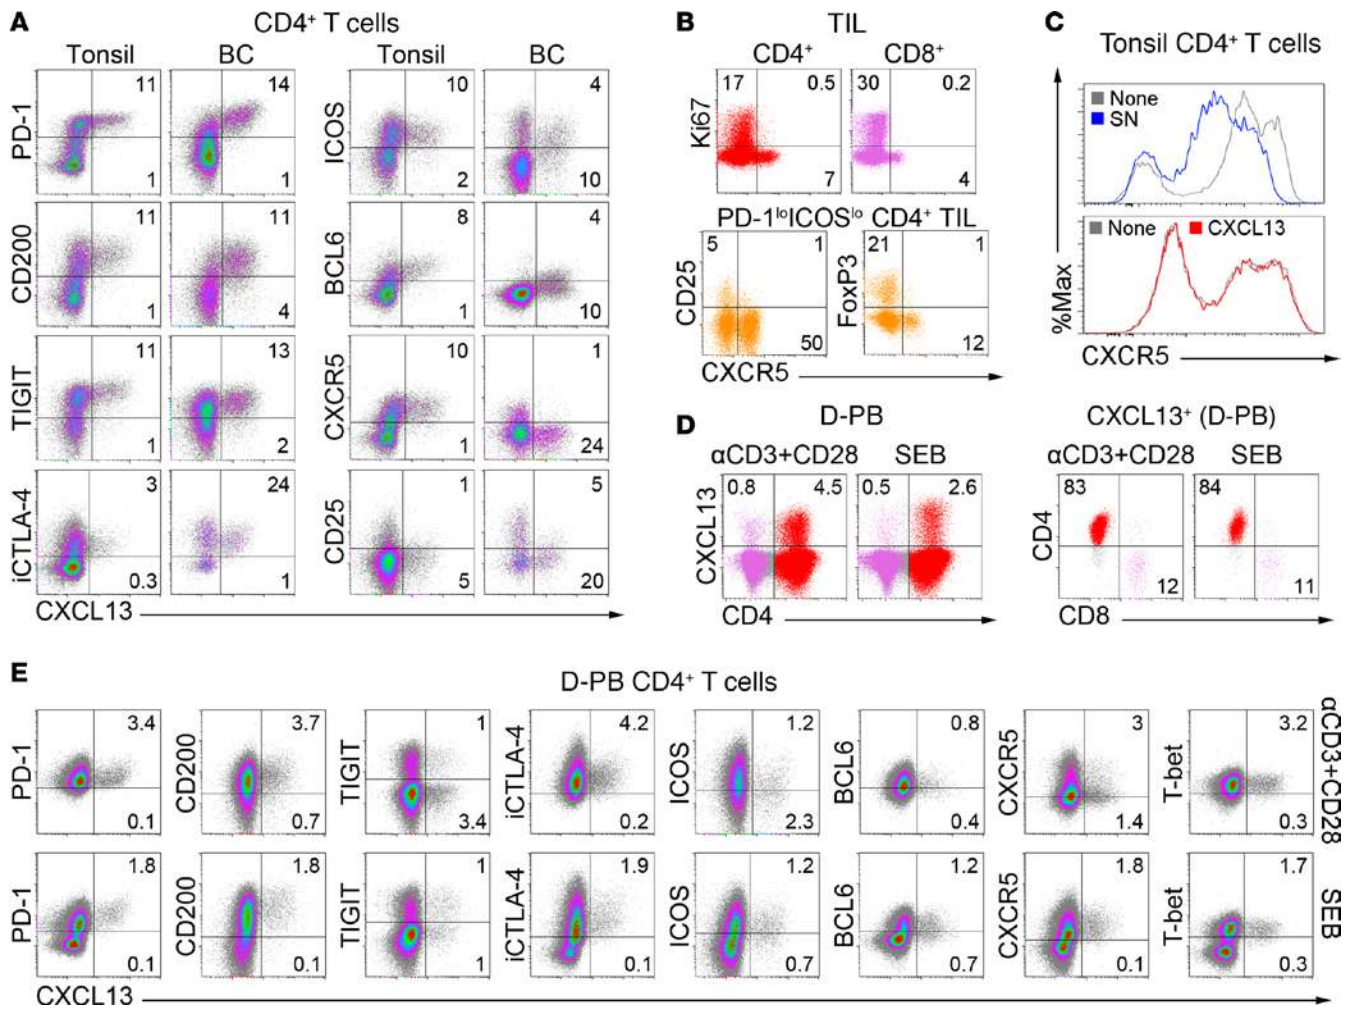 A
CD4⁺ T cells
Tonsil BC Tonsil BC
PD-1 11 1 14 1 ICOS 10 2 4 10
CD200 11 1 11 4 BCL6 8 1 4 10
TIGIT 11 1 13 2 CXCR5 10 1 1 24
iCTLA-4 3 0.3 24 1 CD25 1 5 5 20
CXCL13
B
TIL
CD4⁺ CD8⁺
Ki67 17 0.5 7 30 0.2 4
PD-1ˡᵒICOSˡᵒ CD4⁺ TIL
CD25 5 1 50 FoxP3 21 1 12
CXCR5
C
Tonsil CD4⁺ T cells
None
SN
None CXCL13
%Max
CXCR5
D
D-PB CXCL13⁺ (D-PB)
αCD3+CD28 SEB αCD3+CD28 SEB
CXCL13 0.8 4.5 0.5 2.6 CD4 83 12 84 11
CD4 CD8
E
D-PB CD4⁺ T cells
PD-1 3.4 0.1 CD200 3.7 0.7 TIGIT 1 3.4 iCTLA-4 4.2 0.2 ICOS 1.2 2.3 BCL6 0.8 0.4 CXCR5 3 1.4 T-bet 3.2 0.3 αCD3+CD28
PD-1 1.8 0.1 CD200 1.8 0.1 TIGIT 1 1 iCTLA-4 1.9 0.1 ICOS 1.2 0.7 BCL6 1.2 0.7 CXCR5 1.8 0.1 T-bet 1.7 0.3 SEB
CXCL13